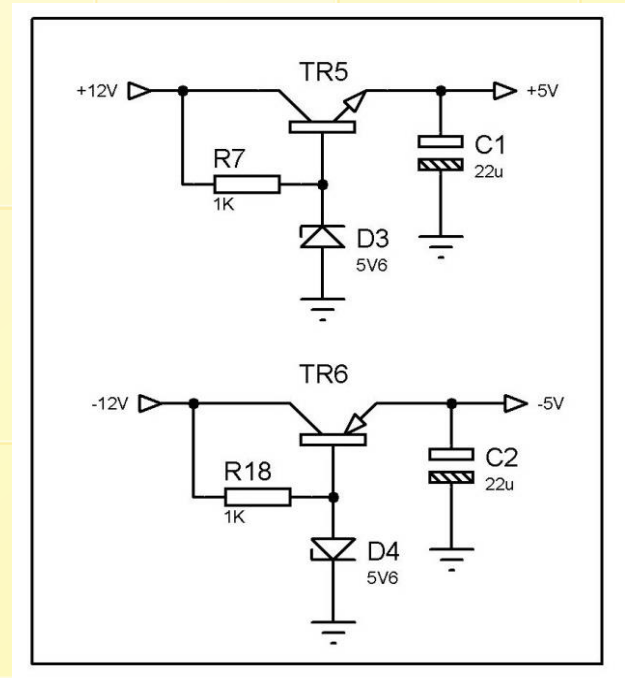 TR5
+12V
+5V
C1
22u
R7
1K
D3
5V6
TR6
-12V
-5V
C2
22u
R18
1K
D4
5V6